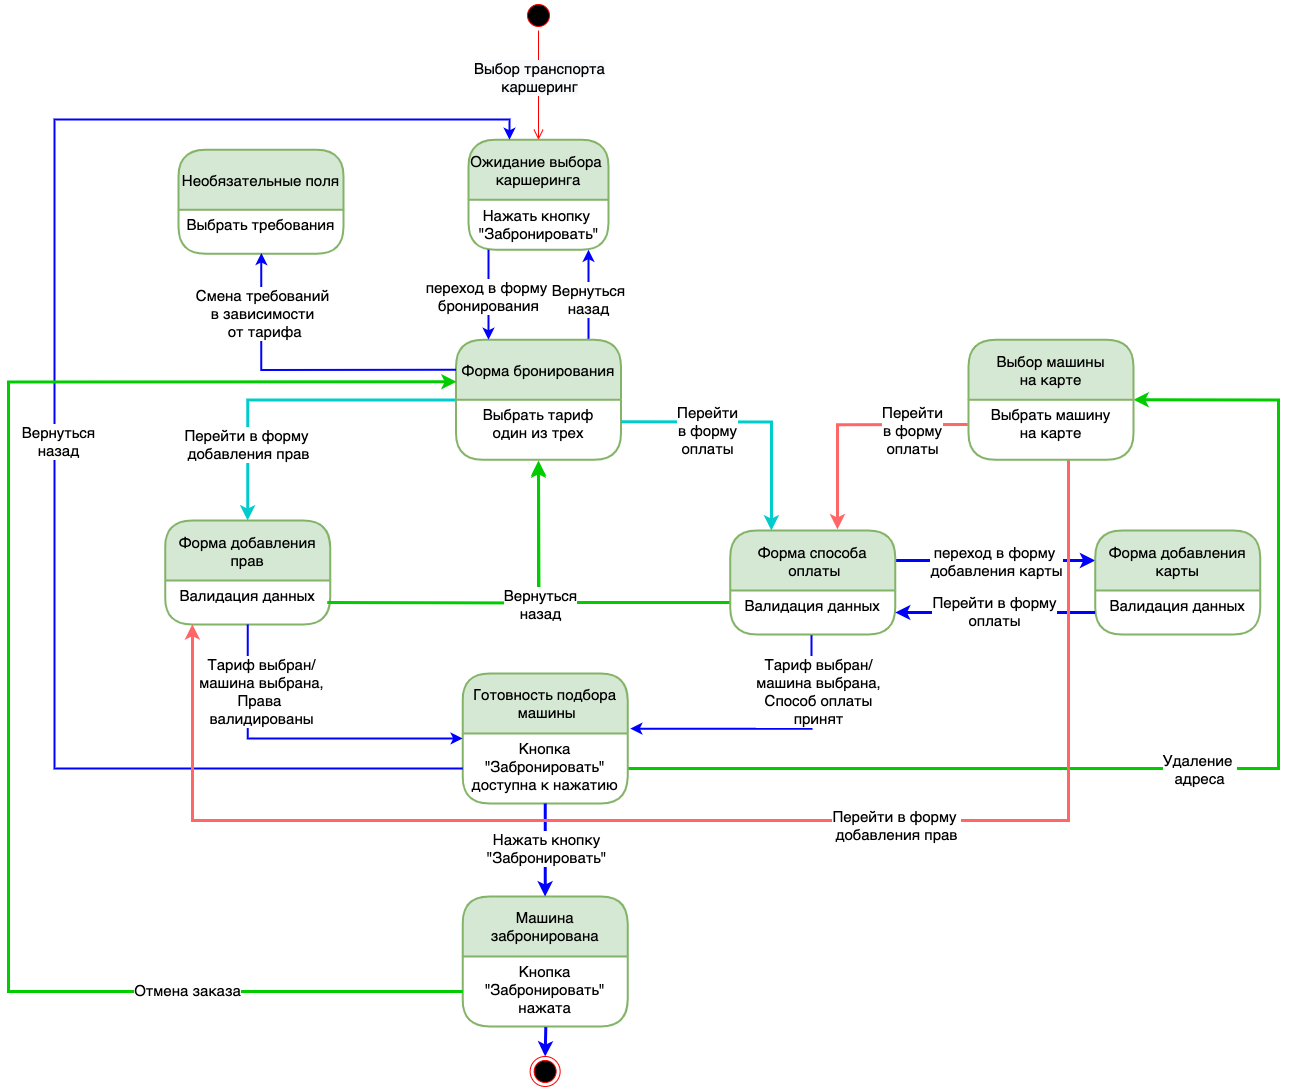 Выбор транспорта
каршеринг
Ожидание выбора
каршеринга
Нажать кнопку
"Забронировать"
Необязательные поля
Выбрать требования
Смена требований
в зависимости
от тарифа
переход в форму
бронирования
Вернуться
назад
Форма бронирования
Выбрать тариф
один из трех
Выбор машины
на карте
Выбрать машину
на карте
Вернуться
назад
Перейти в форму
добавления прав
Перейти
в форму
оплаты
Перейти
в форму
оплаты
Форма добавления
прав
Валидация данных
Вернуться
назад
Форма способа
оплаты
Валидация данных
переход в форму
добавления карты
Перейти в форму
оплаты
Форма добавления
карты
Валидация данных
Тариф выбран/
машина выбрана,
Права
валидированы
Готовность подбора
машины
Кнопка
"Забронировать"
доступна к нажатию
Тариф выбран/
машина выбрана,
Способ оплаты
принят
Удаление
адреса
Перейти в форму
добавления прав
Нажать кнопку
"Забронировать"
Машина
забронирована
Кнопка
"Забронировать"
нажата
Отмена заказа